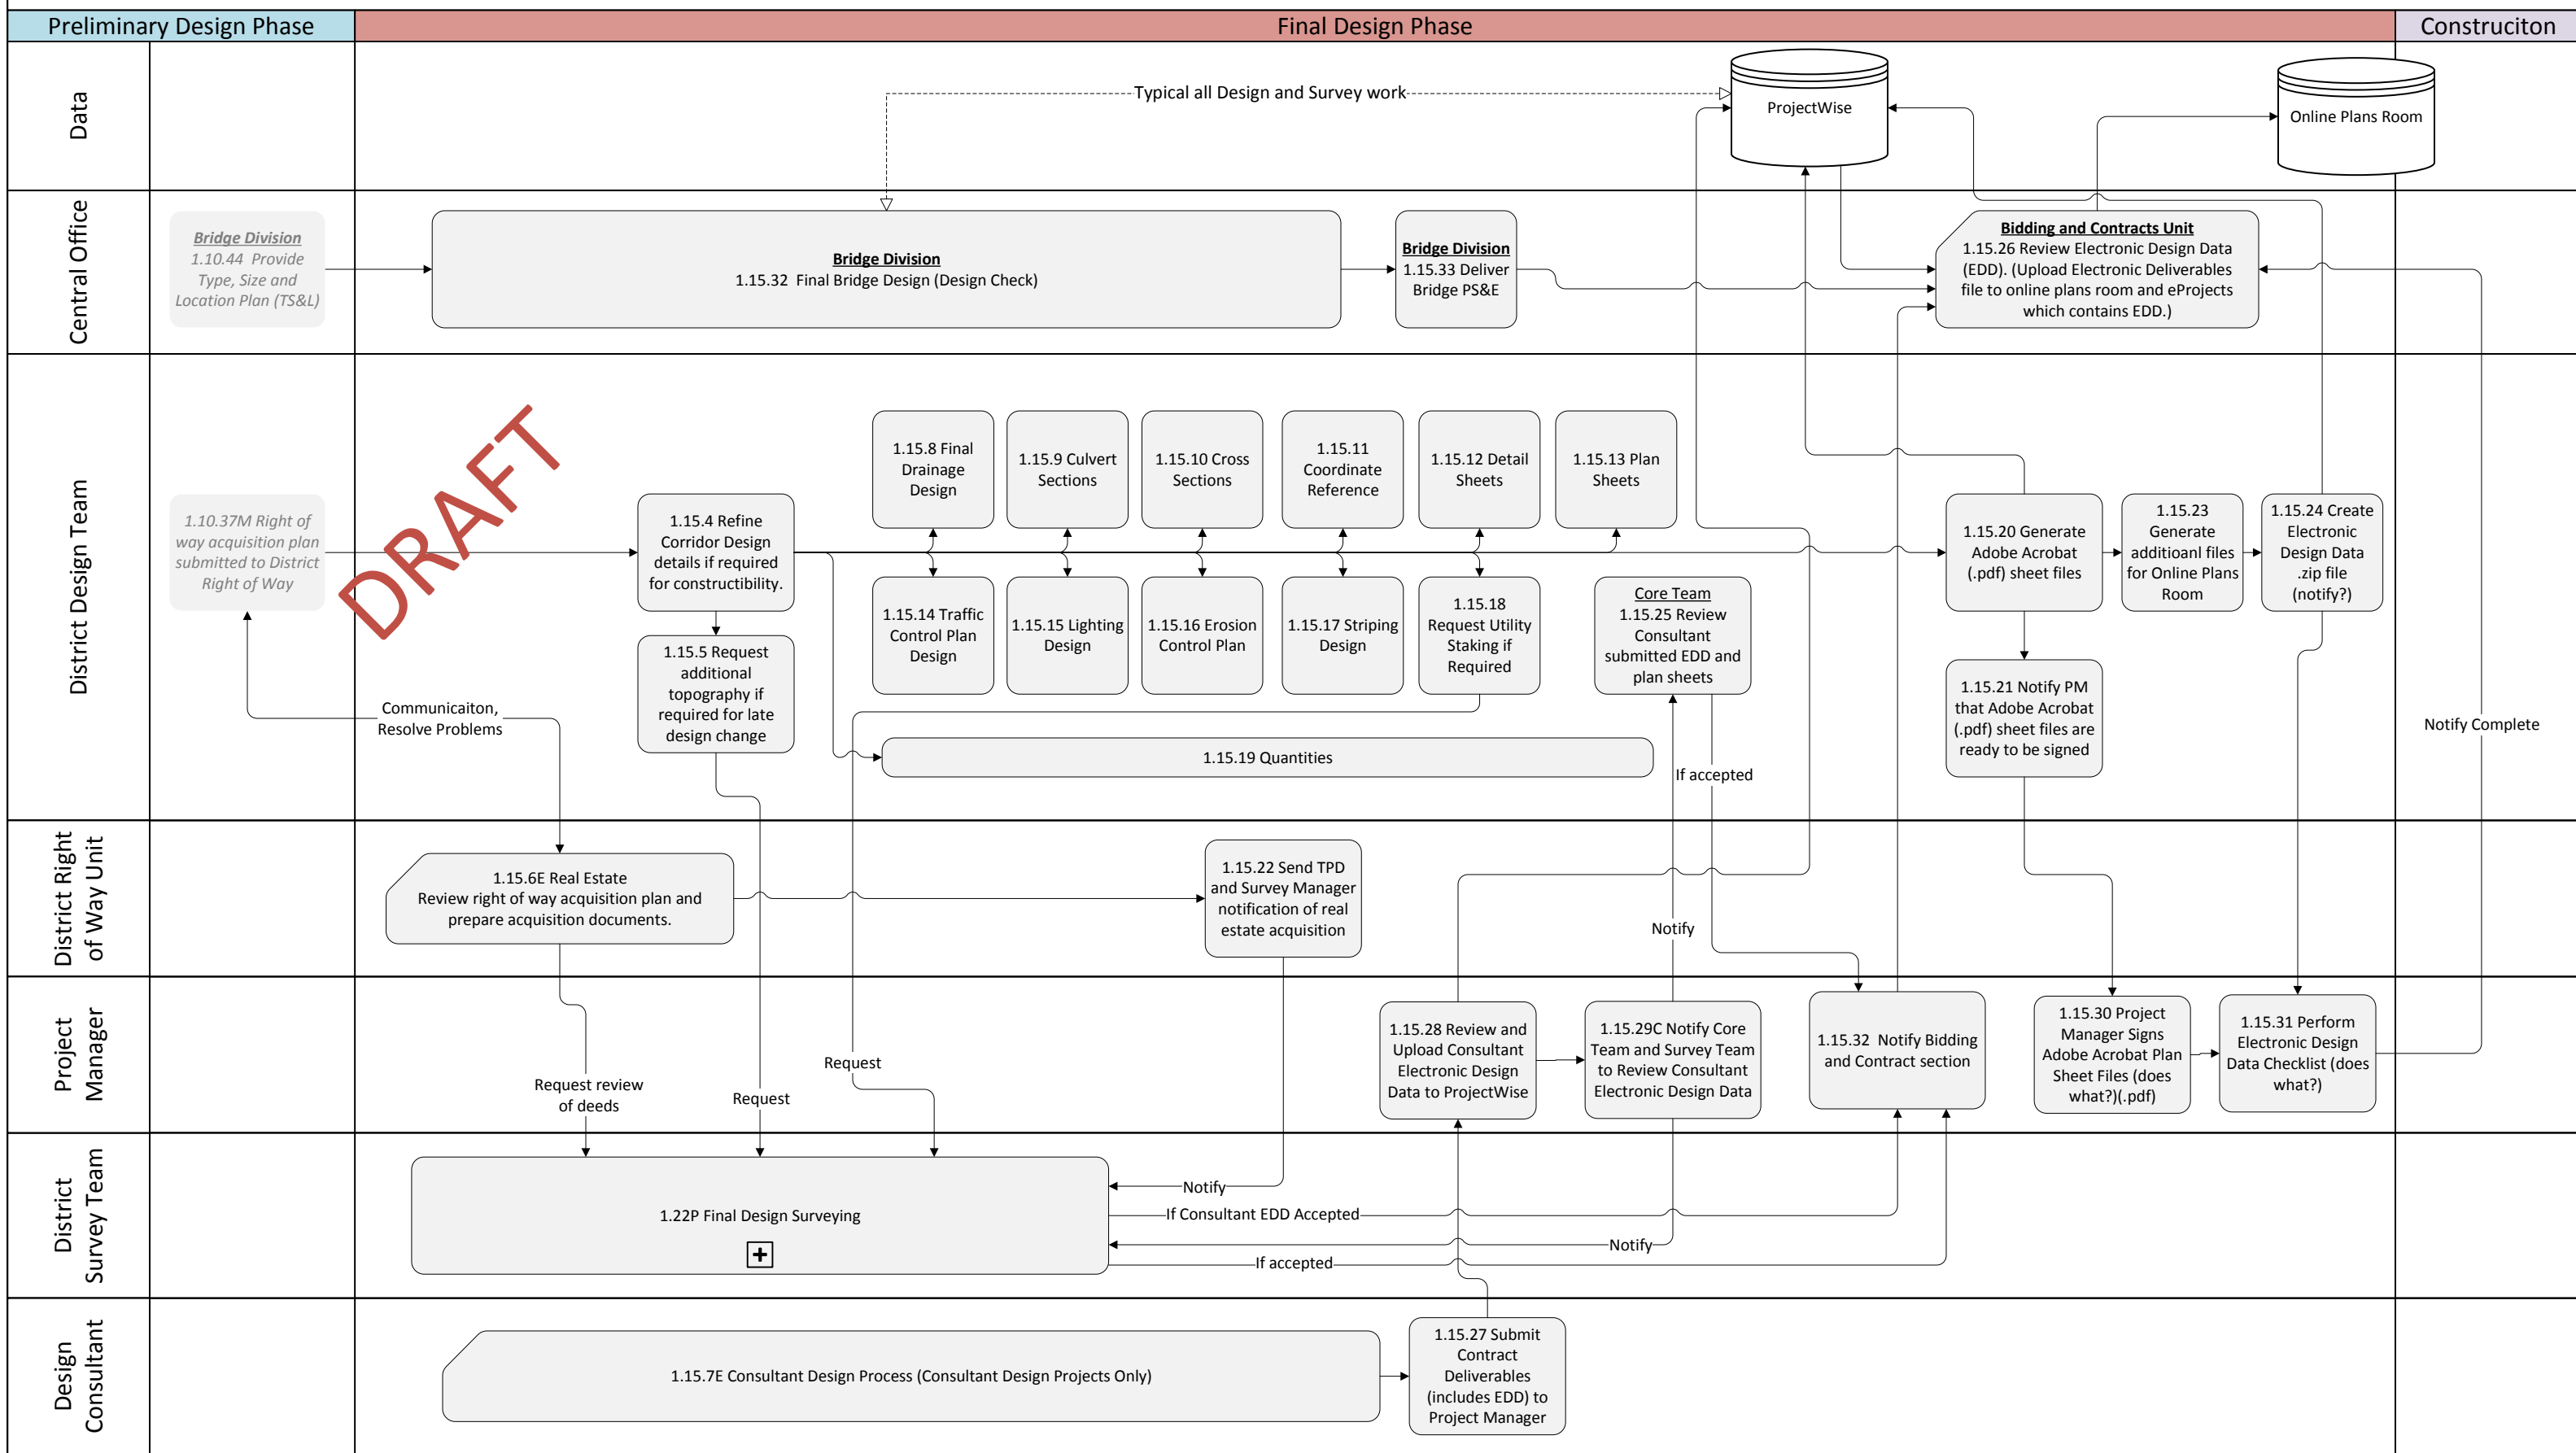 Preliminary Design Phase
Final Design Phase
Construciton
Data
Typical all Design and Survey work
ProjectWise
Online Plans Room
Central Office
Bridge Division
1.10.44 Provide
Type, Size and
Location Plan (TS&L)
Bridge Division
1.15.32 Final Bridge Design (Design Check)
Bridge Division
1.15.33 Deliver
Bridge PS&E
Bidding and Contracts Unit
1.15.26 Review Electronic Design Data
(EDD). (Upload Electronic Deliverables
file to online plans room and eProjects
which contains EDD.)
District Design Team
1.10.37M Right of
way acquisition plan
submitted to District
Right of Way
DRAFT
1.15.4 Refine
Corridor Design
details if required
for constructibility.
1.15.5 Request
additional
topography if
required for late
design change
1.15.8 Final
Drainage
Design
1.15.9 Culvert
Sections
1.15.10 Cross
Sections
1.15.11
Coordinate
Reference
1.15.12 Detail
Sheets
1.15.13 Plan
Sheets
1.15.14 Traffic
Control Plan
Design
1.15.15 Lighting
Design
1.15.16 Erosion
Control Plan
1.15.17 Striping
Design
1.15.18
Request Utility
Staking if
Required
Core Team
1.15.25 Review
Consultant
submitted EDD and
plan sheets
1.15.20 Generate
Adobe Acrobat
(.pdf) sheet files
1.15.23
Generate
additioanl files
for Online Plans
Room
1.15.24 Create
Electronic
Design Data
.zip file
(notify?)
1.15.21 Notify PM
that Adobe Acrobat
(.pdf) sheet files are
ready to be signed
Communicaiton,
Resolve Problems
1.15.19 Quantities
If accepted
Notify Complete
District Right
of Way Unit
1.15.6E Real Estate
Review right of way acquisition plan and
prepare acquisition documents.
1.15.22 Send TPD
and Survey Manager
notification of real
estate acquisition
Notify
Project
Manager
Request review
of deeds
Request
Request
1.15.28 Review and
Upload Consultant
Electronic Design
Data to ProjectWise
1.15.29C Notify Core
Team and Survey Team
to Review Consultant
Electronic Design Data
1.15.32 Notify Bidding
and Contract section
1.15.30 Project
Manager Signs
Adobe Acrobat Plan
Sheet Files (does
what?)(.pdf)
1.15.31 Perform
Electronic Design
Data Checklist (does
what?)
District
Survey Team
1.22P Final Design Surveying
Notify
If Consultant EDD Accepted
Notify
If accepted
Design
Consultant
1.15.7E Consultant Design Process (Consultant Design Projects Only)
1.15.27 Submit
Contract
Deliverables
(includes EDD) to
Project Manager